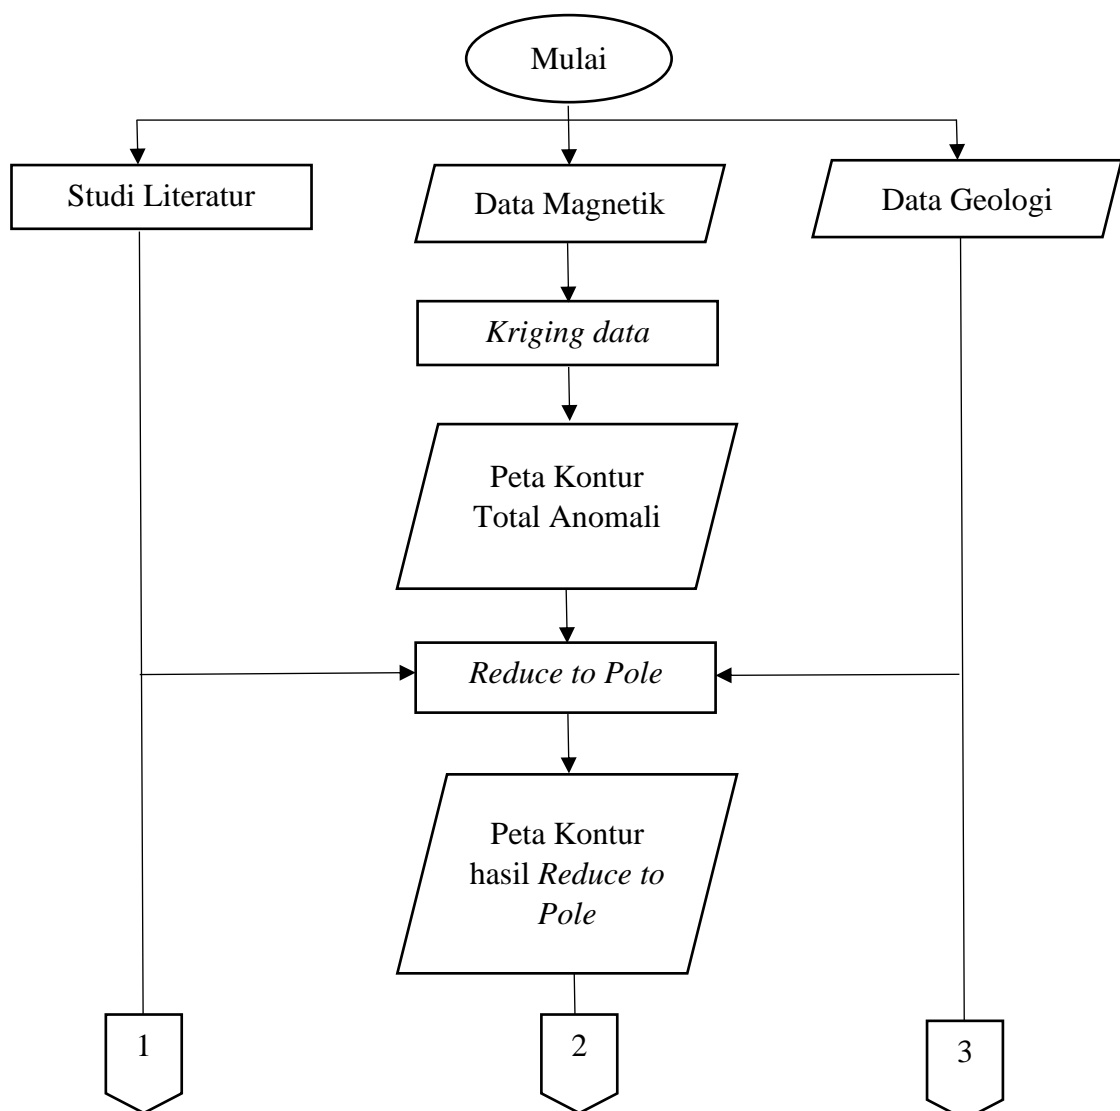 Mulai
Studi Literatur
Data Magnetik
Data Geologi
Kriging data
Peta Kontur
Total Anomali
Reduce to Pole
Peta Kontur
hasil Reduce to
Pole
1
2
3